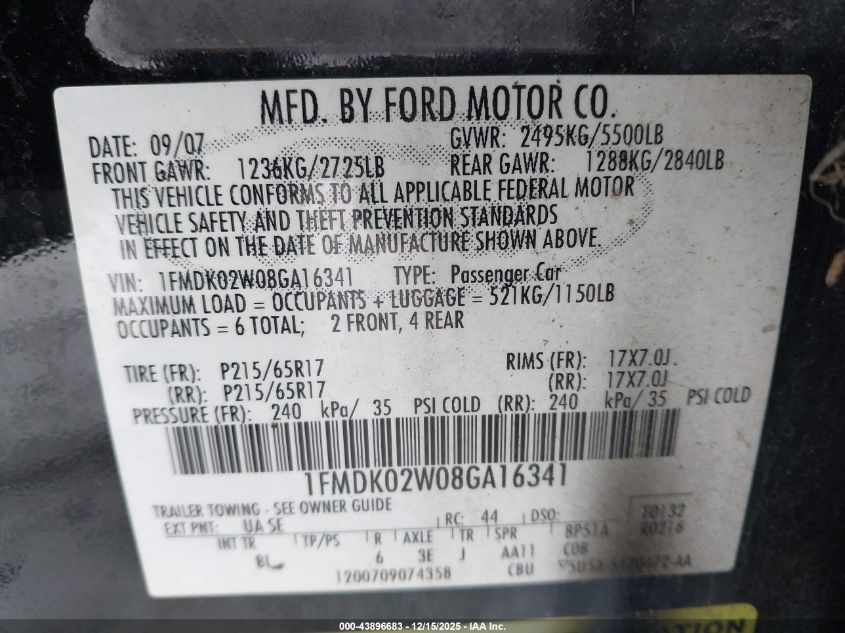 MFD. BY FORD MOTOR CO.
DATE: 09/07 GVWR: 2495KG/5500LB
FRONT GAWR: 1236KG/2725LB REAR GAWR: 1288KG/2840LB
THIS VEHICLE CONFORMS TO ALL APPLICABLE FEDERAL MOTOR
VEHICLE SAFETY AND THEFT PREVENTION STANDARDS
IN EFFECT ON THE DATE OF MANUFACTURE SHOWN ABOVE.
VIN: 1FMDK02W08GA16341 TYPE: Passenger Car
MAXIMUM LOAD = OCCUPANTS + LUGGAGE = 521KG/1150LB
OCCUPANTS = 6 TOTAL; 2 FRONT, 4 REAR
TIRE (FR): P215/65R17 RIMS (FR): 17X7.0J
(RR): P215/65R17 (RR): 17X7.0J
PRESSURE (FR): 240 kPa/ 35 PSI COLD (RR): 240 kPa/ 35 PSI COLD
1FMDK02W08GA16341
TRAILER TOWING - SEE OWNER GUIDE F0132
EXT PNT: UA SE RC: 44 DSO: R0216
INT TR TP/PS R AXLE TR SPR 8P51A
BL 6 3E J AA11 C08
1200709074358 CBU
000-43896683 - 12/15/2025 - IAA Inc.